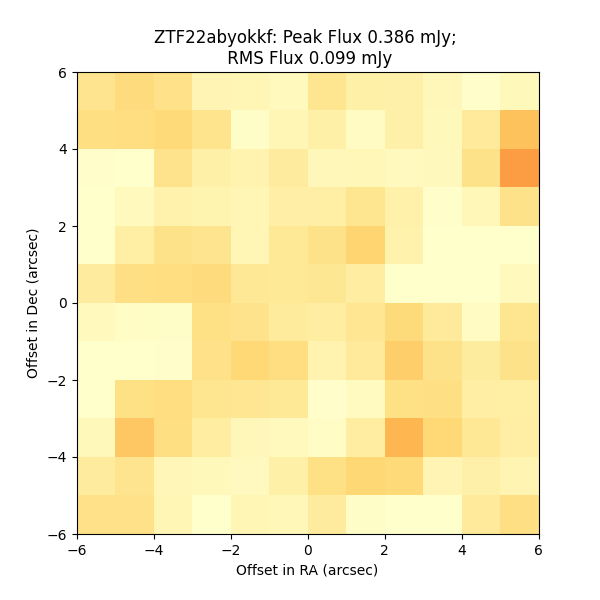 ZTF22abyokkf: Peak Flux 0.386 mJy;
RMS Flux 0.099 mJy
6
4
2
0
−2
−4
−6
Offset in Dec (arcsec)
−6 −4 −2 0 2 4 6
Offset in RA (arcsec)